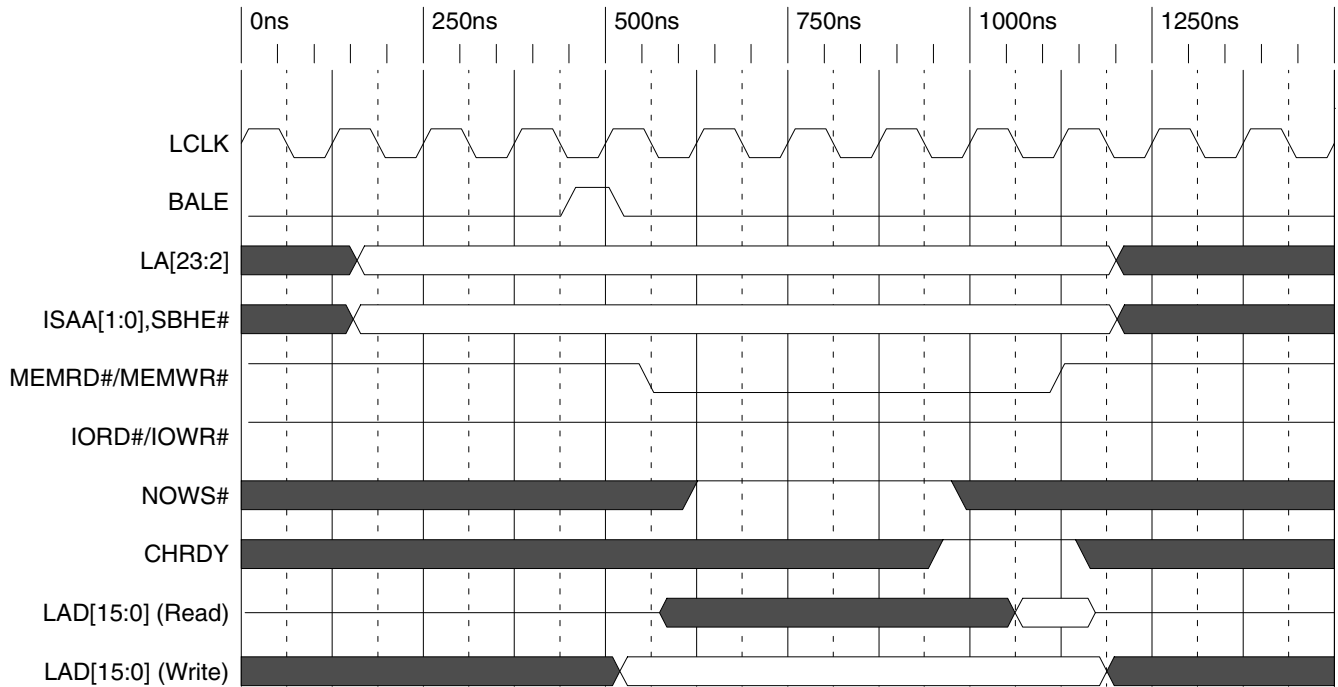 0ns 250ns 500ns 750ns 1000ns 1250ns
LCLK
BALE
LA[23:2]
ISAA[1:0],SBHE#
MEMRD#/MEMWR#
IORD#/IOWR#
NOWS#
CHRDY
LAD[15:0] (Read)
LAD[15:0] (Write)